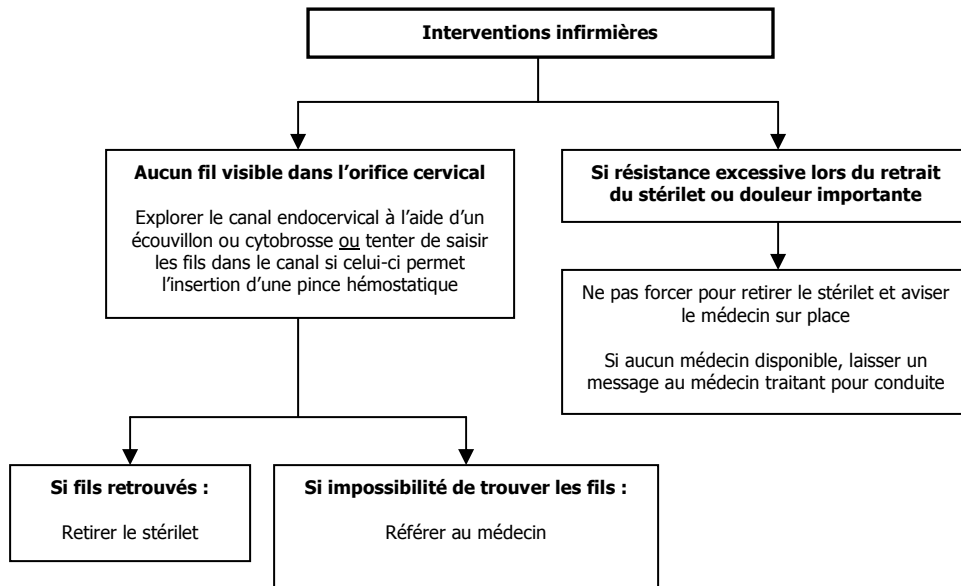 Interventions infirmières
Aucun fil visible dans l'orifice cervical
Explorer le canal endocervical à l'aide d'un
écouvillon ou cytobrosse ou tenter de saisir
les fils dans le canal si celui-ci permet
l'insertion d'une pince hémostatique
Si résistance excessive lors du retrait
du stérilet ou douleur importante
Ne pas forcer pour retirer le stérilet et aviser
le médecin sur place
Si aucun médecin disponible, laisser un
message au médecin traitant pour conduite
Si fils retrouvés :
Retirer le stérilet
Si impossibilité de trouver les fils :
Référer au médecin